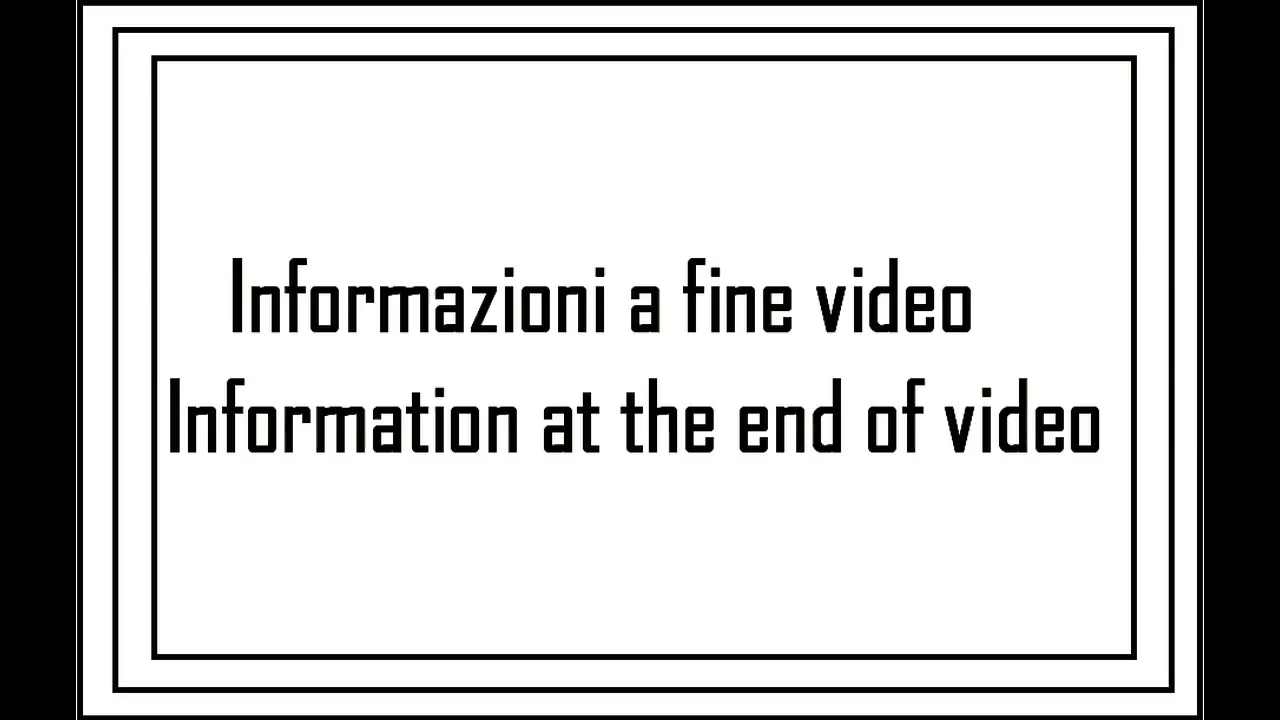 Informazioni a fine video
Information at the end of video